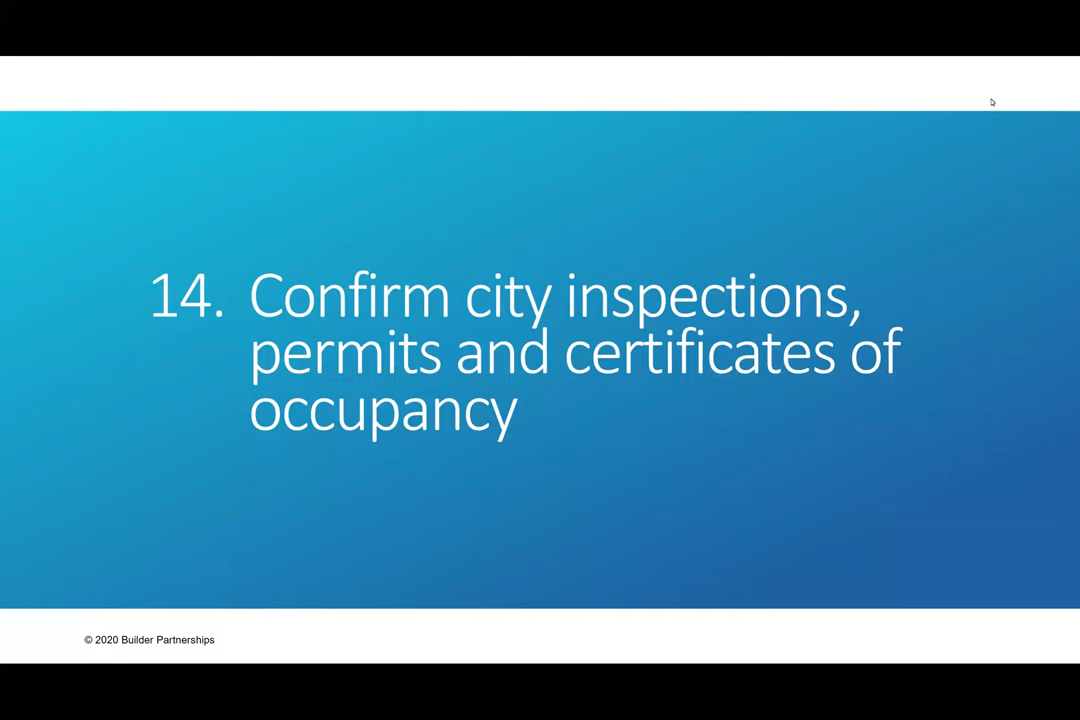 14. Confirm city inspections,
permits and certificates of
occupancy
© 2020 Builder Partnerships